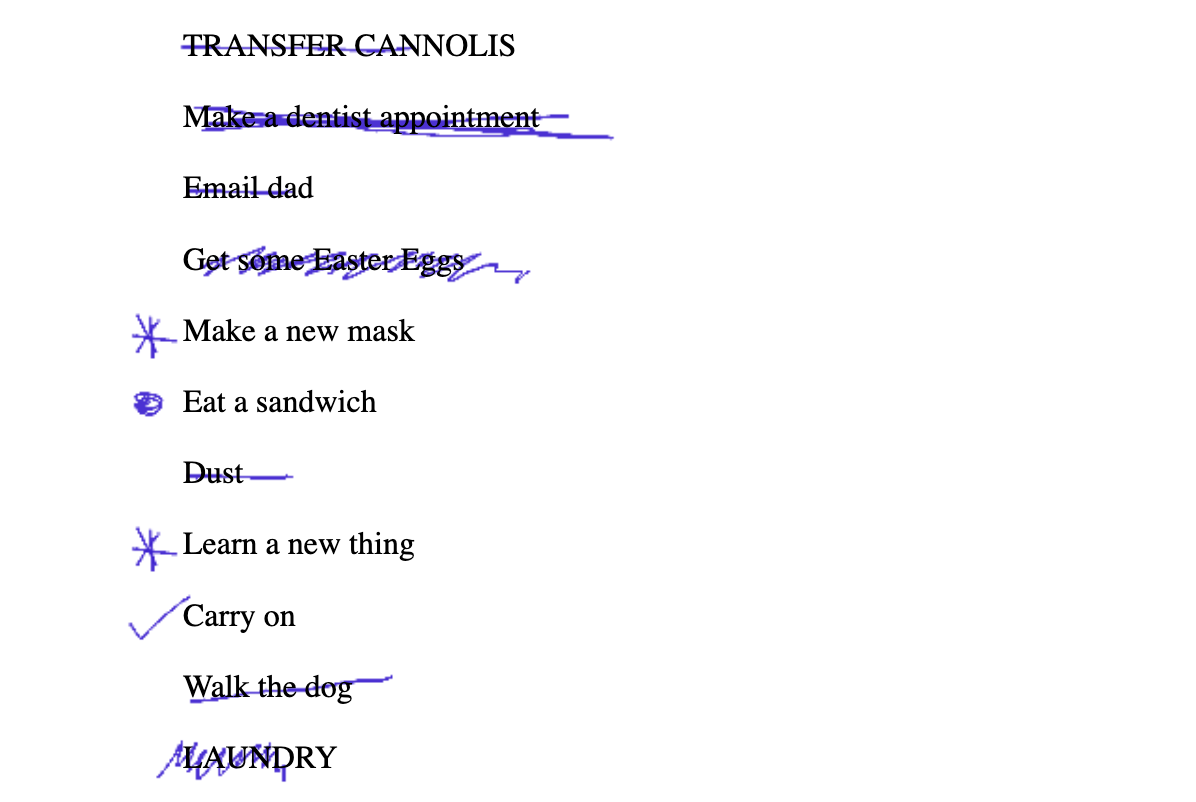 TRANSFER CANNOLIS
Make a dentist appointment
Email dad
Get some Easter Eggs
Make a new mask
Eat a sandwich
Dust
Learn a new thing
Carry on
Walk the dog
LAUNDRY